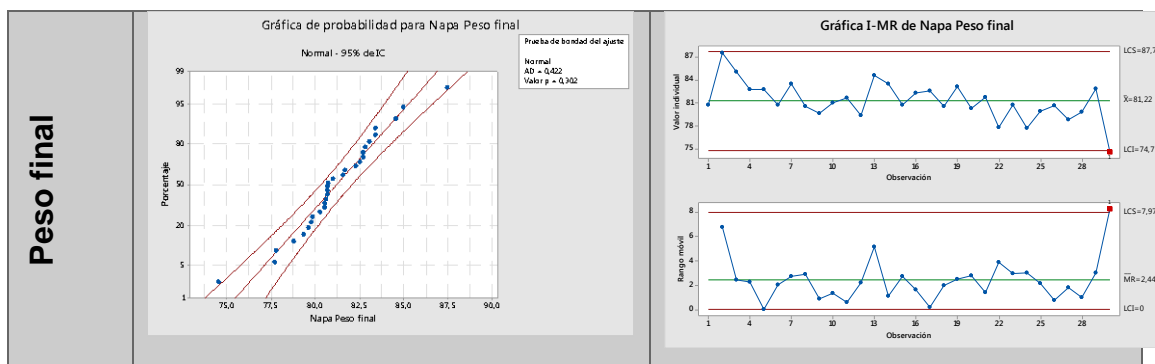 Peso final
Gráfica de probabilidad para Napa Peso final
Normal - 95% de IC
Prueba de bondad del ajuste
Normal
AD = 0,422
Valor p = 0,302
Porcentaje
99
95
80
50
20
5
1
75,0 77,5 80,0 82,5 85,0 87,5 90,0
Napa Peso final
Gráfica I-MR de Napa Peso final
Valor individual
87
84
81
78
75
LCS=87,7
X̄=81,22
LCI=74,7
1
1 4 7 10 13 16 19 22 25 28
Observación
Rango móvil
8
6
4
2
0
1
LCS=7,97
M̅R̅=2,44
LCI=0
1 4 7 10 13 16 19 22 25 28
Observación